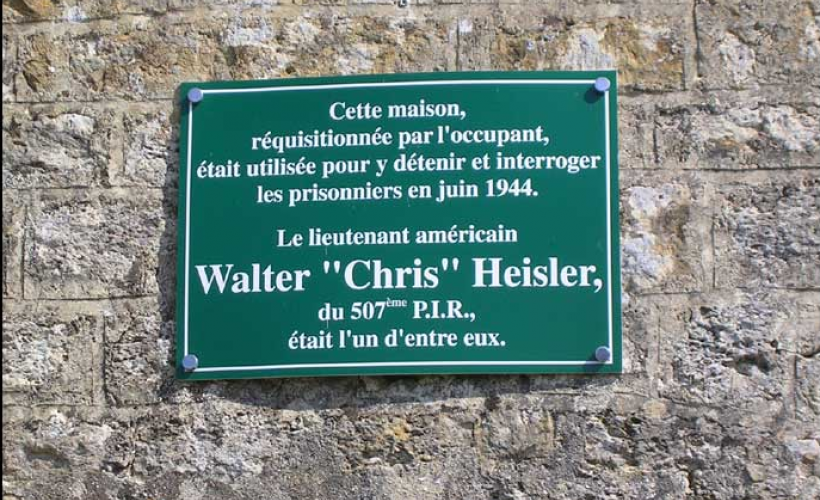 Cette maison,
réquisitionnée par l'occupant,
était utilisée pour y détenir et interroger
les prisonniers en juin 1944.
Le lieutenant américain
Walter "Chris" Heisler,
du 507ème P.I.R.,
était l'un d'entre eux.